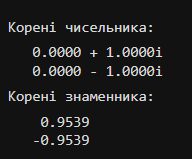 Корені чисельника:
0.0000 + 1.0000i
0.0000 - 1.0000i
Корені знаменника:
0.9539
-0.9539